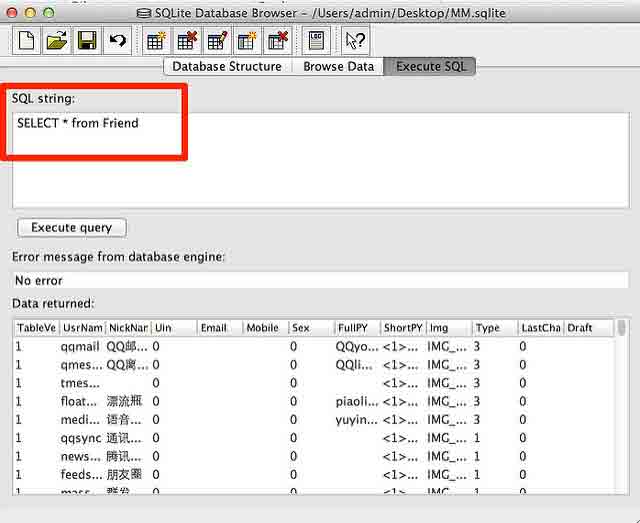 SQLite Database Browser - /Users/admin/Desktop/MM.sqlite
LOG
Database Structure Browse Data Execute SQL
SQL string:
SELECT * from Friend
Execute query
Error message from database engine:
No error
Data returned:
TableVe UsrNam NickNar Uin Email Mobile Sex FullPY ShortPY Img Type LastCha Draft
1 qqmail QQ邮... 0 0 QQyo... <1>... IMG_... 3 0
1 qmes... QQ离... 0 0 QQli... <1>... IMG_... 3 0
1 tmes... 0 0 <1>... IMG_... 3 0
1 float... 漂流瓶 0 0 piaoli... <1>... IMG_... 3 0
1 medi... 语音... 0 0 yuyin... <1>... IMG_... 3 0
1 qqsync 通讯... 0 0 <1>... IMG_... 1 0
1 news... 腾讯... 0 0 <1>... IMG_... 1 0
1 feeds... 朋友圈 0 0 <1>... IMG_... 1 0
1 mass... 群发... 0 0 <1>... IMG_... 1 0